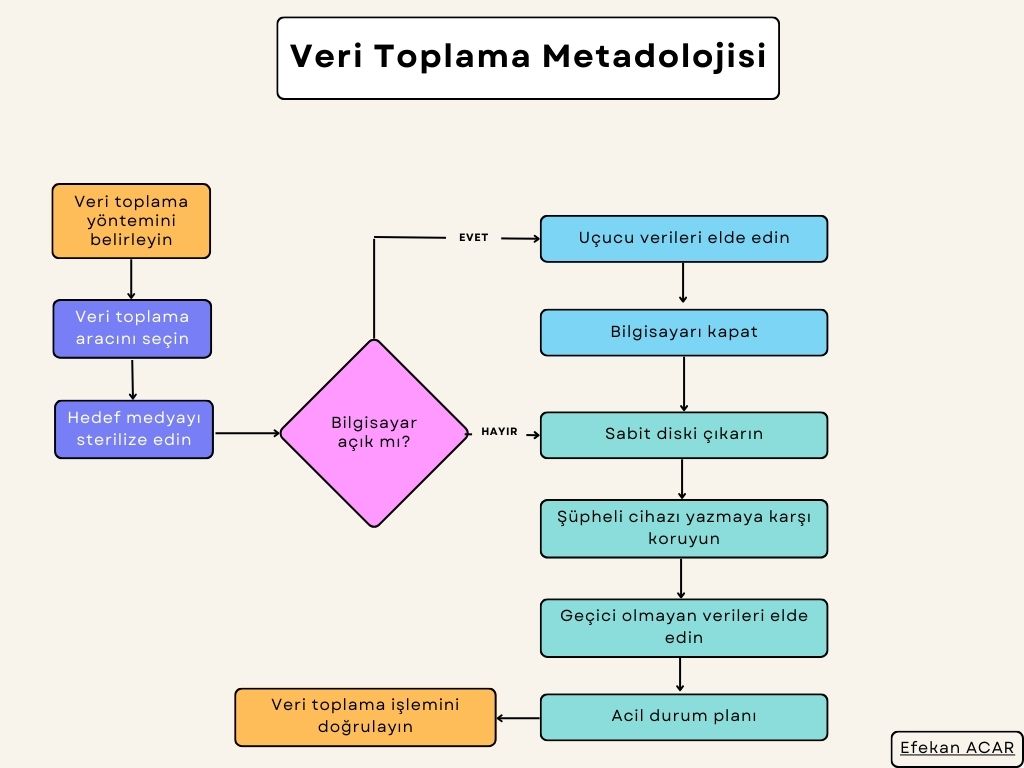 Veri Toplama Metadolojisi
Veri toplama
yöntemini
belirleyin
Veri toplama
aracını seçin
Hedef medyayı
sterilize edin
Bilgisayar
açık mı?
EVET
HAYIR
Uçucu verileri elde edin
Bilgisayarı kapat
Sabit diski çıkarın
Şüpheli cihazı yazmaya karşı
koruyun
Geçici olmayan verileri elde
edin
Acil durum planı
Veri toplama işlemini
doğrulayın
Efekan ACAR